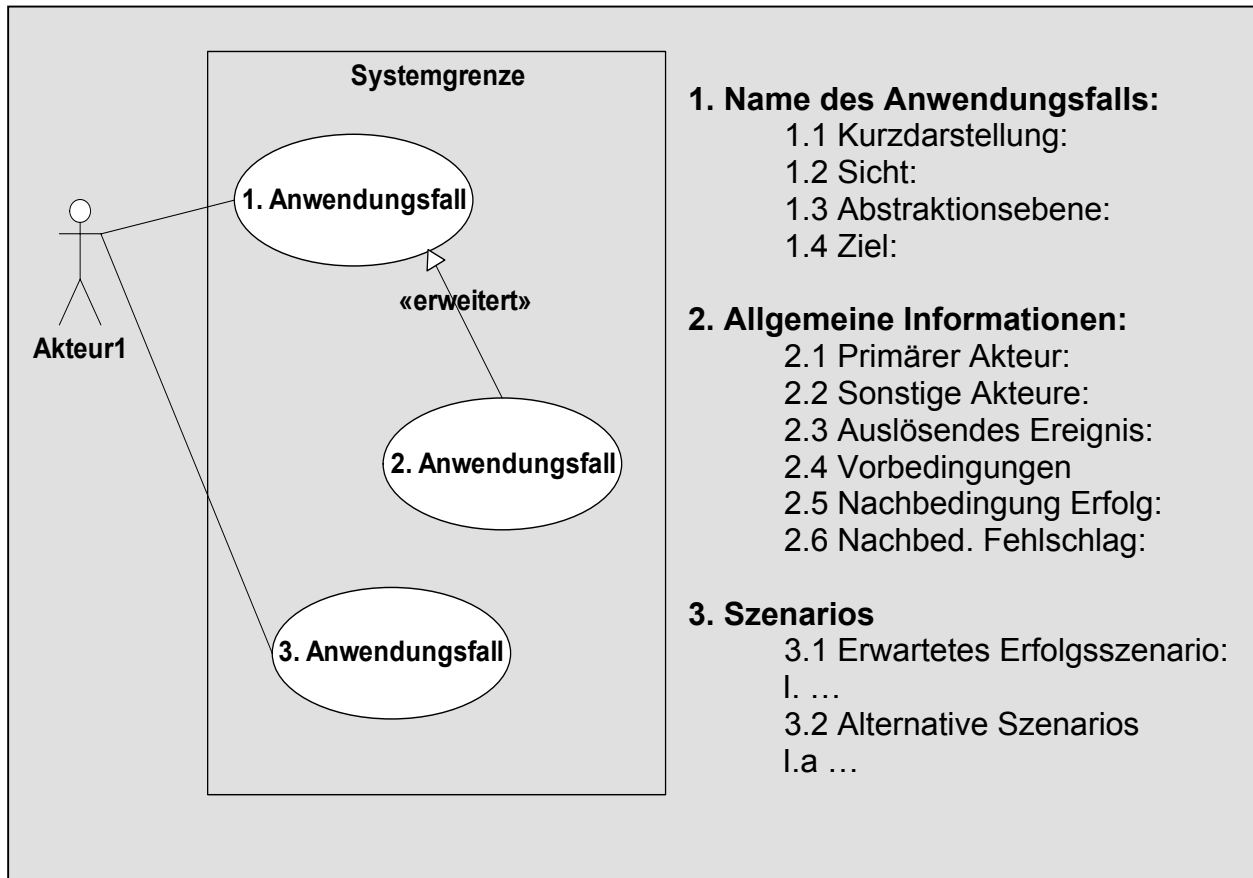 Systemgrenze
1. Anwendungsfall
«erweitert»
Akteur1
2. Anwendungsfall
3. Anwendungsfall
1. Name des Anwendungsfalls:
1.1 Kurzdarstellung:
1.2 Sicht:
1.3 Abstraktionsebene:
1.4 Ziel:
2. Allgemeine Informationen:
2.1 Primärer Akteur:
2.2 Sonstige Akteure:
2.3 Auslösendes Ereignis:
2.4 Vorbedingungen
2.5 Nachbedingung Erfolg:
2.6 Nachbed. Fehlschlag:
3. Szenarios
3.1 Erwartetes Erfolgsszenario:
I. …
3.2 Alternative Szenarios
I.a …